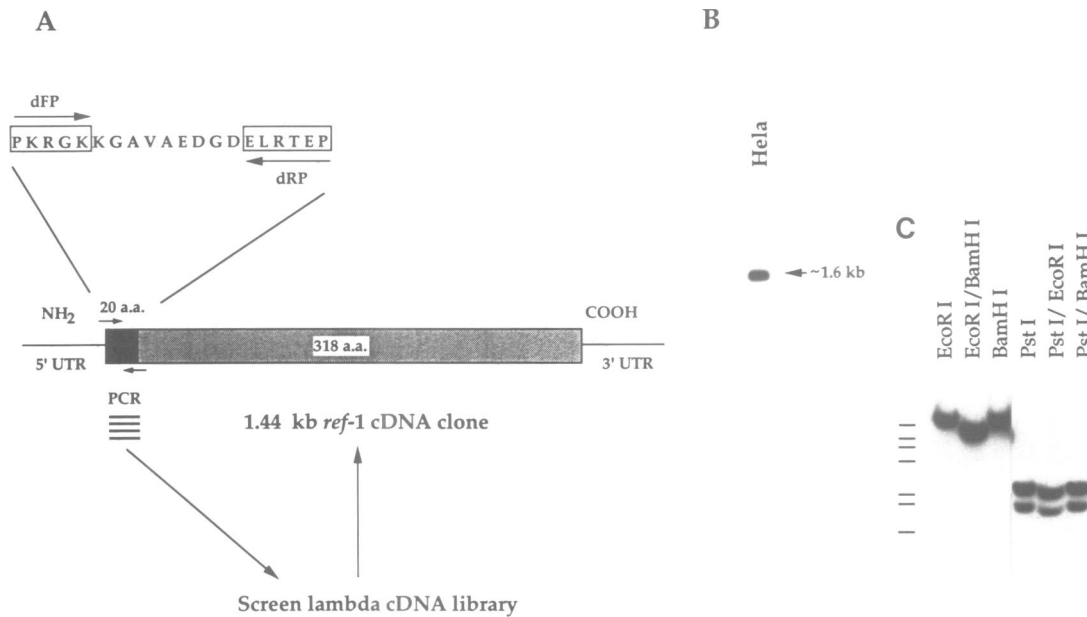 A
dFP
P K R G K K G A V A E D G D E L R T E P
dRP
20 a.a.
NH2
COOH
318 a.a.
5' UTR
3' UTR
PCR
1.44 kb ref-1 cDNA clone
Screen lambda cDNA library
B
Hela
~1.6 kb
C
EcoR I
EcoR I/BamH I
BamH I
Pst I
Pst I/ EcoR I
Pst I/ BamH I